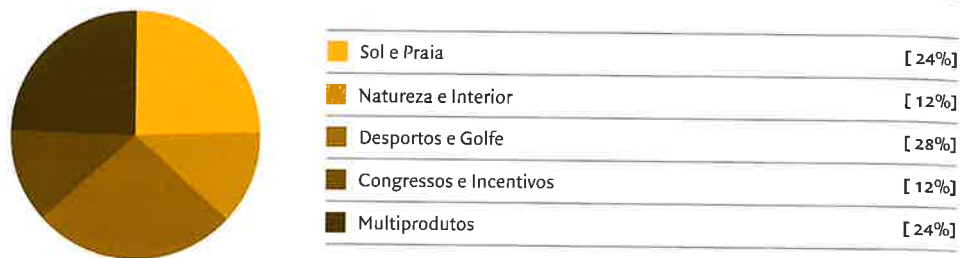 Sol e Praia [ 24%]
Natureza e Interior [ 12%]
Desportos e Golfe [ 28%]
Congressos e Incentivos [ 12%]
Multiprodutos [ 24%]